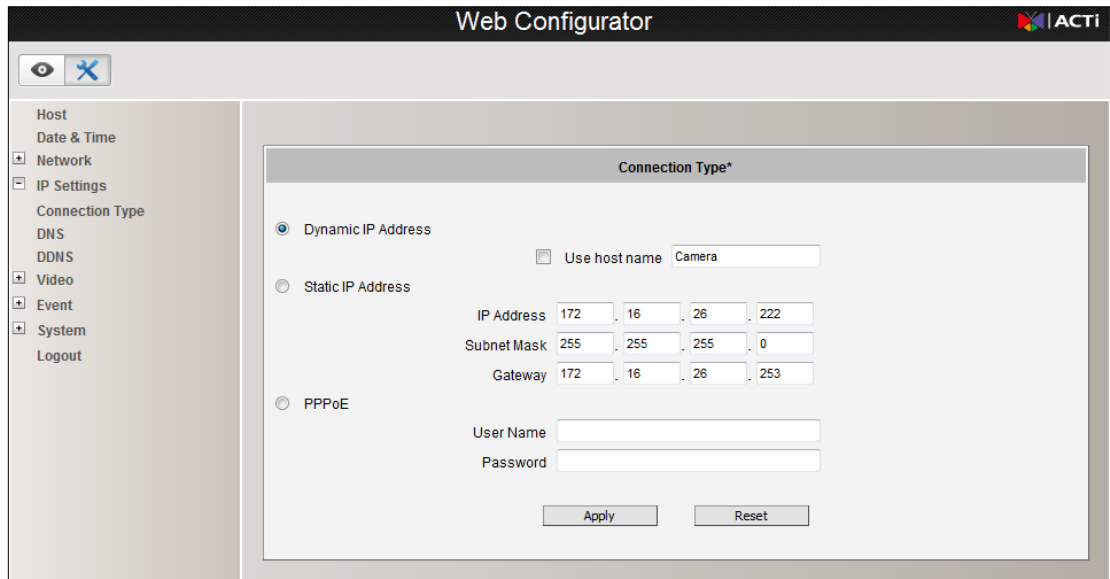 Web Configurator
ACTi
Host
Date & Time
Network
IP Settings
Connection Type
DNS
DDNS
Video
Event
System
Logout
Connection Type*
Dynamic IP Address
Use host name Camera
Static IP Address
IP Address 172 . 16 . 26 . 222
Subnet Mask 255 . 255 . 255 . 0
Gateway 172 . 16 . 26 . 253
PPPoE
User Name
Password
Apply Reset